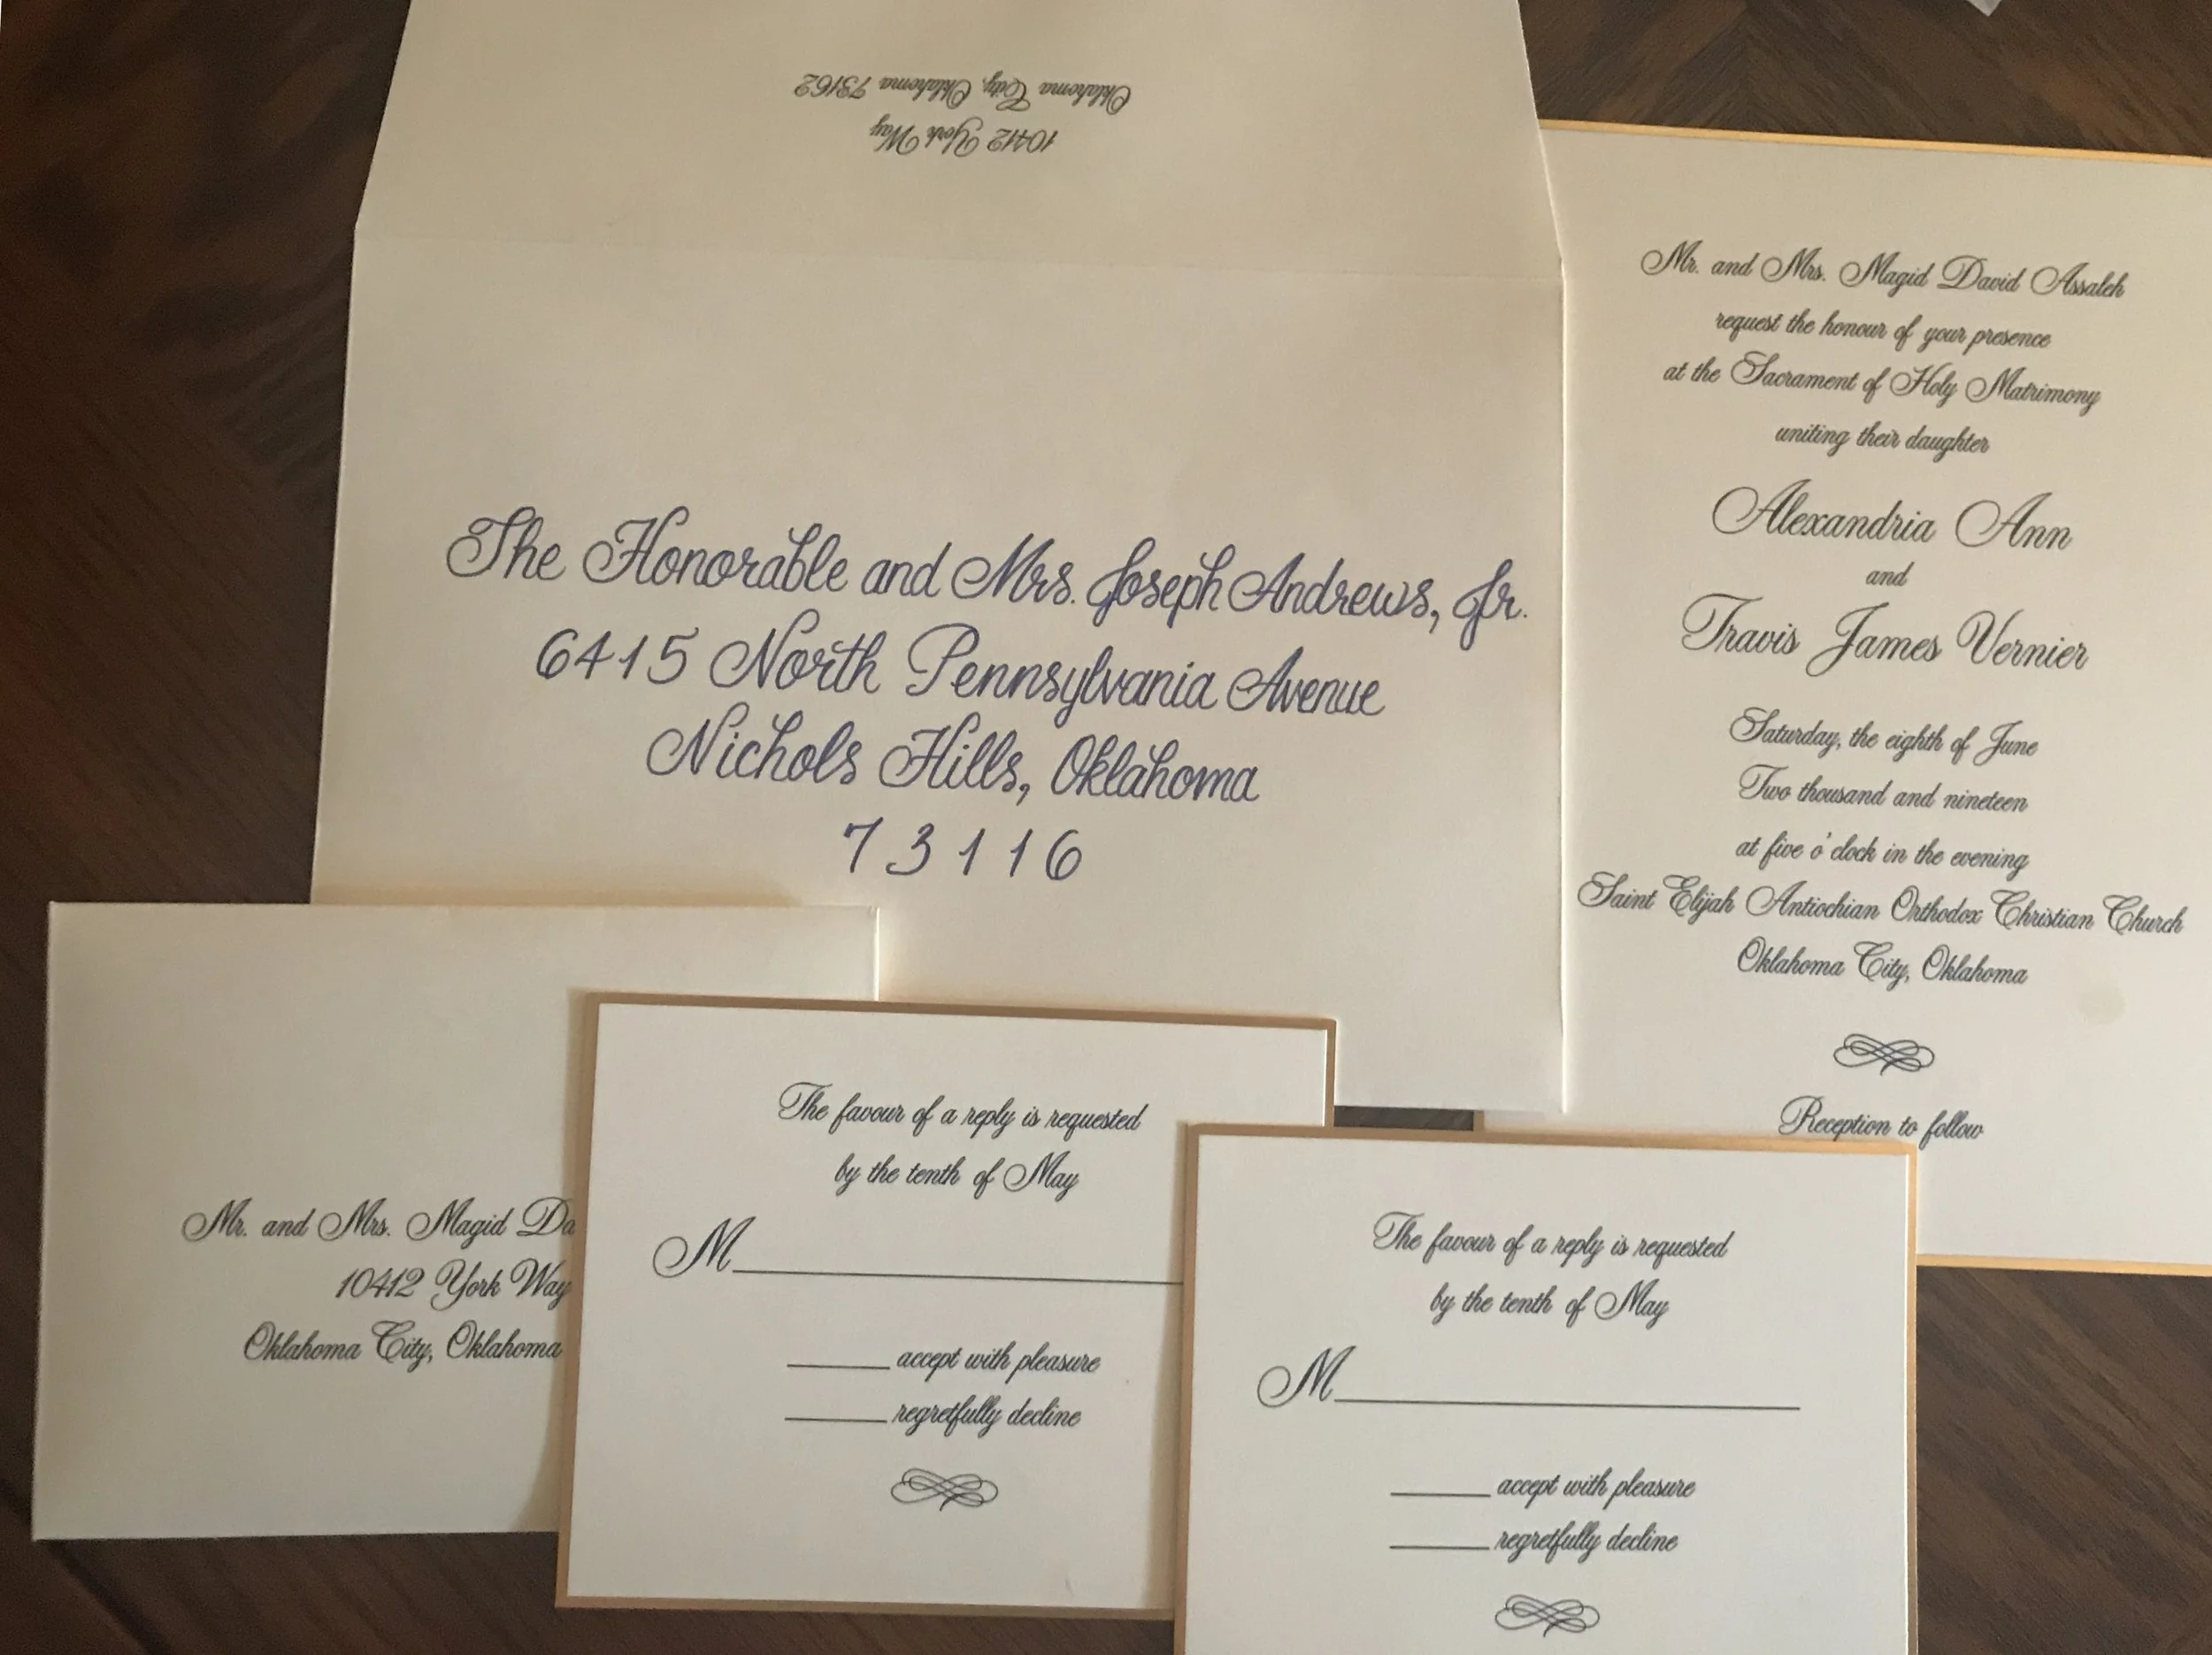 10412 York Way
Oklahoma City, Oklahoma 73162
The Honorable and Mrs. Joseph Andrews, Jr.
6415 North Pennsylvania Avenue
Nichols Hills, Oklahoma
73116
Mr. and Mrs. Magid David Assaleh
request the honour of your presence
at the Sacrament of Holy Matrimony
uniting their daughter
Alexandria Ann
and
Travis James Vernier
Saturday, the eighth of June
Two thousand and nineteen
at five o'clock in the evening
Saint Elijah Antiochian Orthodox Christian Church
Oklahoma City, Oklahoma
Reception to follow
Mr. and Mrs. Magid Da
10412 York Way
Oklahoma City, Oklahoma
The favour of a reply is requested
by the tenth of May
M
accept with pleasure
regretfully decline
The favour of a reply is requested
by the tenth of May
M
accept with pleasure
regretfully decline